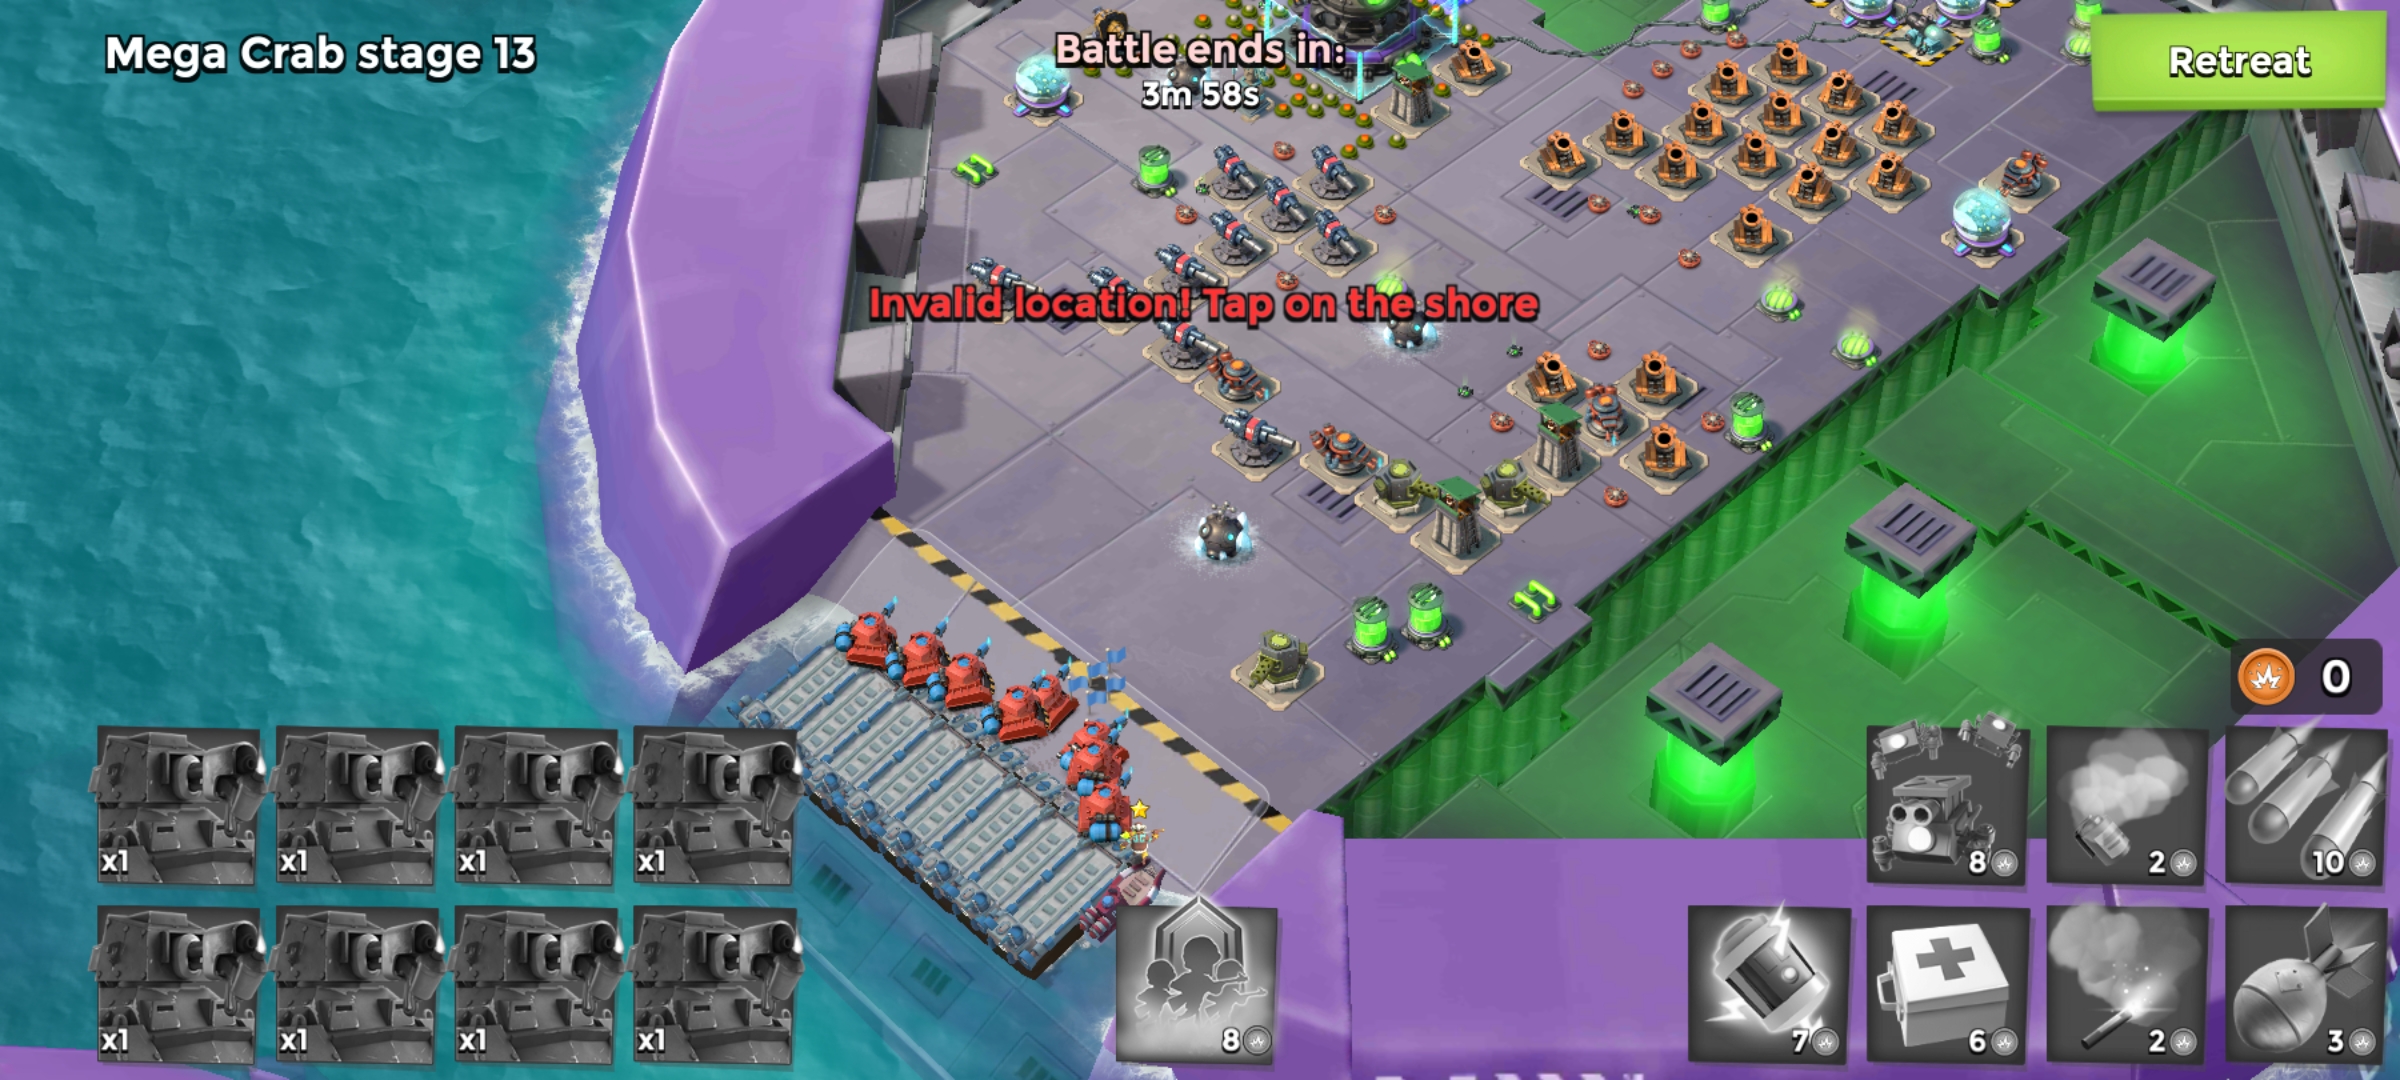 Mega Crab stage 13
Battle ends in:
3m 58s
Retreat
Invalid location! Tap on the shore
0
x1
x1
x1
x1
8
2
10
x1
x1
x1
x1
8
7
6
2
3